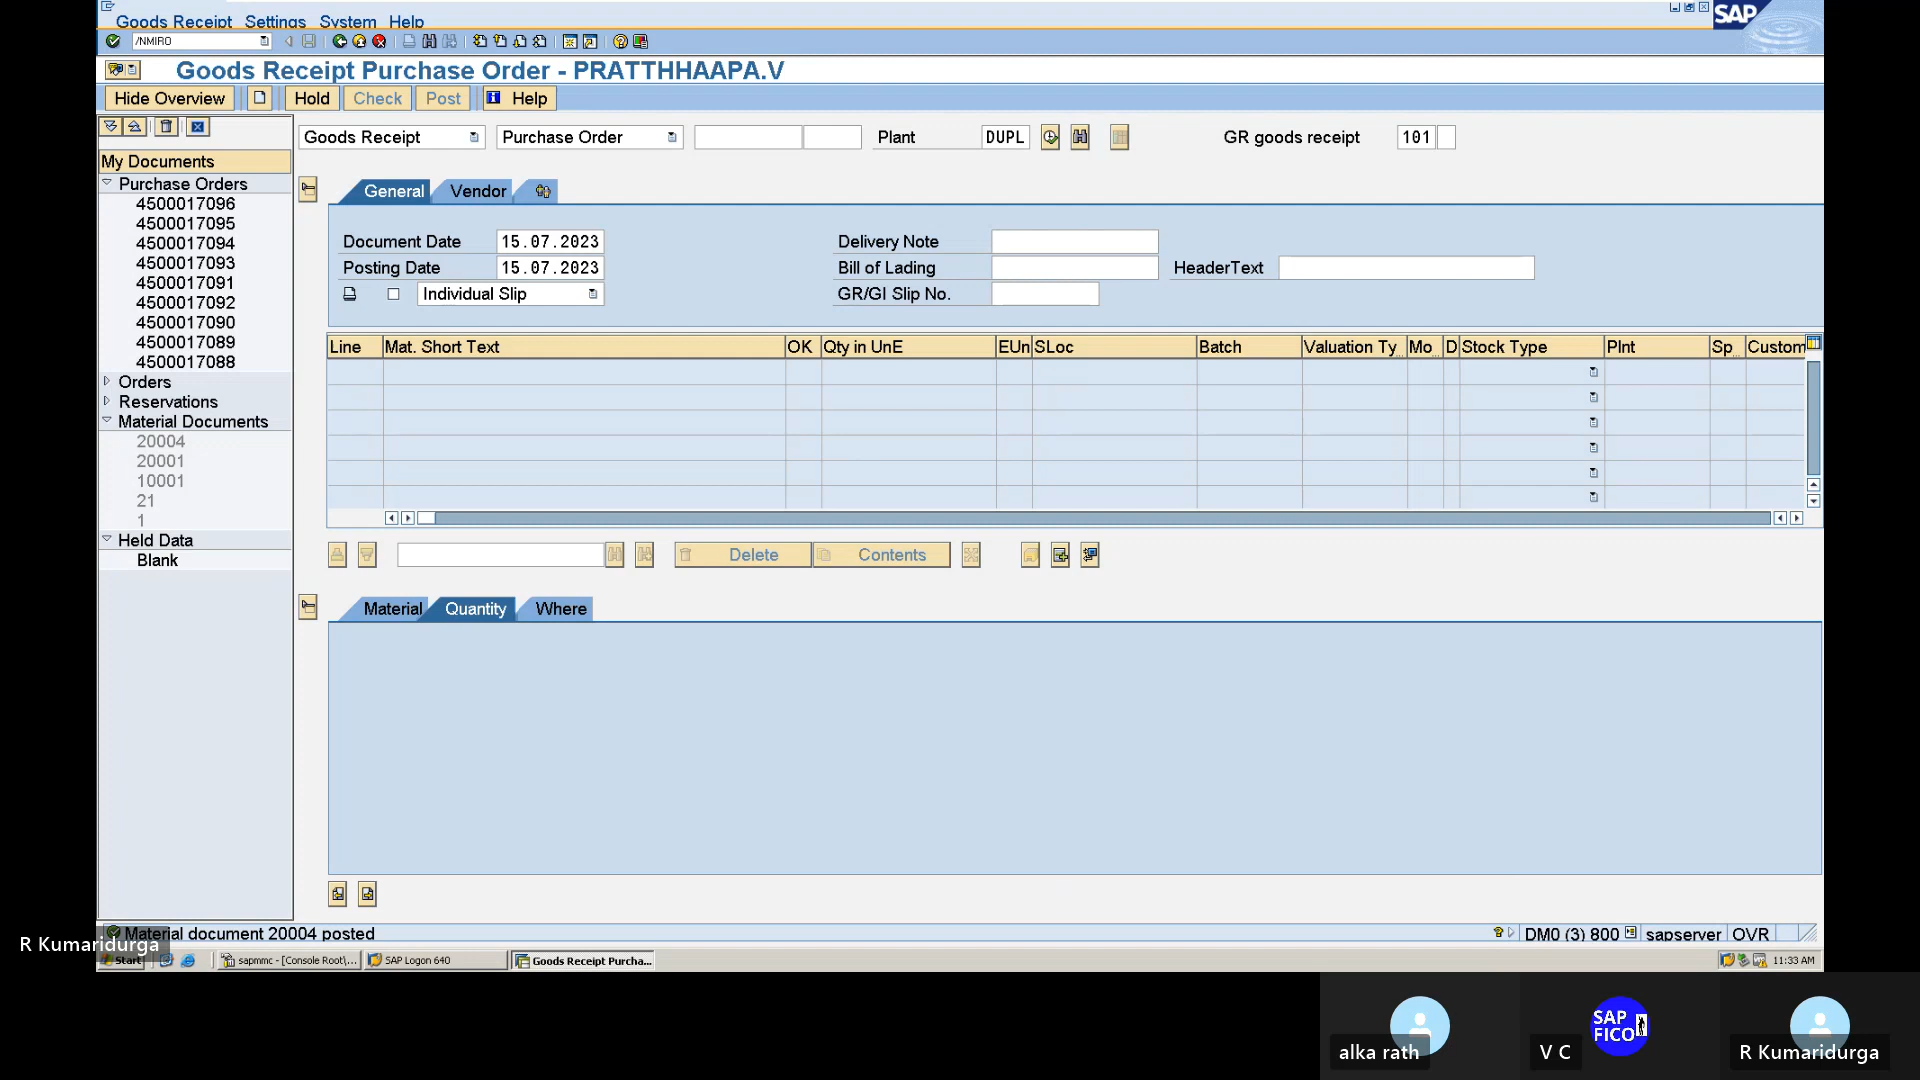 Goods Receipt Settings System Help
SAP
/NMIRO
Goods Receipt Purchase Order - PRATTHHAAPA.V
Hide Overview Hold Check Post Help
Goods Receipt Purchase Order Plant DUPL GR goods receipt 101
My Documents
Purchase Orders
4500017096
4500017095
4500017094
4500017093
4500017091
4500017092
4500017090
4500017089
4500017088
Orders
Reservations
Material Documents
20004
20001
10001
21
1
Held Data
Blank
General Vendor
Document Date 15.07.2023 Delivery Note
Posting Date 15.07.2023 Bill of Lading HeaderText
Individual Slip GR/GI Slip No.
Line Mat. Short Text OK Qty in UnE EUn SLoc Batch Valuation Ty.. Mo.. D Stock Type Plnt Sp.. Custom
Delete Contents
Material Quantity Where
Material document 20004 posted DM0 (3) 800 sapserver OVR
R Kumaridurga
Start sapmmc - [Console Root\... SAP Logon 640 Goods Receipt Purcha... 11:33 AM
SAP
FICO
alka rath V C R Kumaridurga